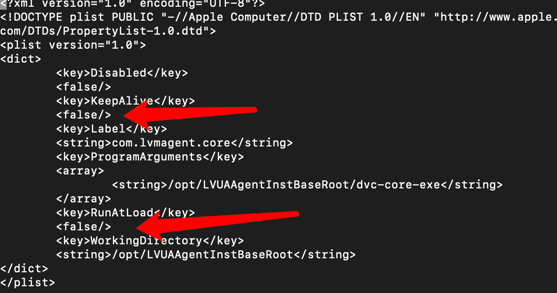 <?xml version="1.0" encoding="UTF-8"?>
<!DOCTYPE plist PUBLIC "-//Apple Computer//DTD PLIST 1.0//EN" "http://www.apple.
com/DTDs/PropertyList-1.0.dtd">
<plist version="1.0">
<dict>
<key>Disabled</key>
<false/>
<key>KeepAlive</key>
<false/>
<key>Label</key>
<string>com.lvmagent.core</string>
<key>ProgramArguments</key>
<array>
<string>/opt/LVUAAgentInstBaseRoot/dvc-core-exe</string>
</array>
<key>RunAtLoad</key>
<false/>
<key>WorkingDirectory</key>
<string>/opt/LVUAAgentInstBaseRoot</string>
</dict>
</plist>